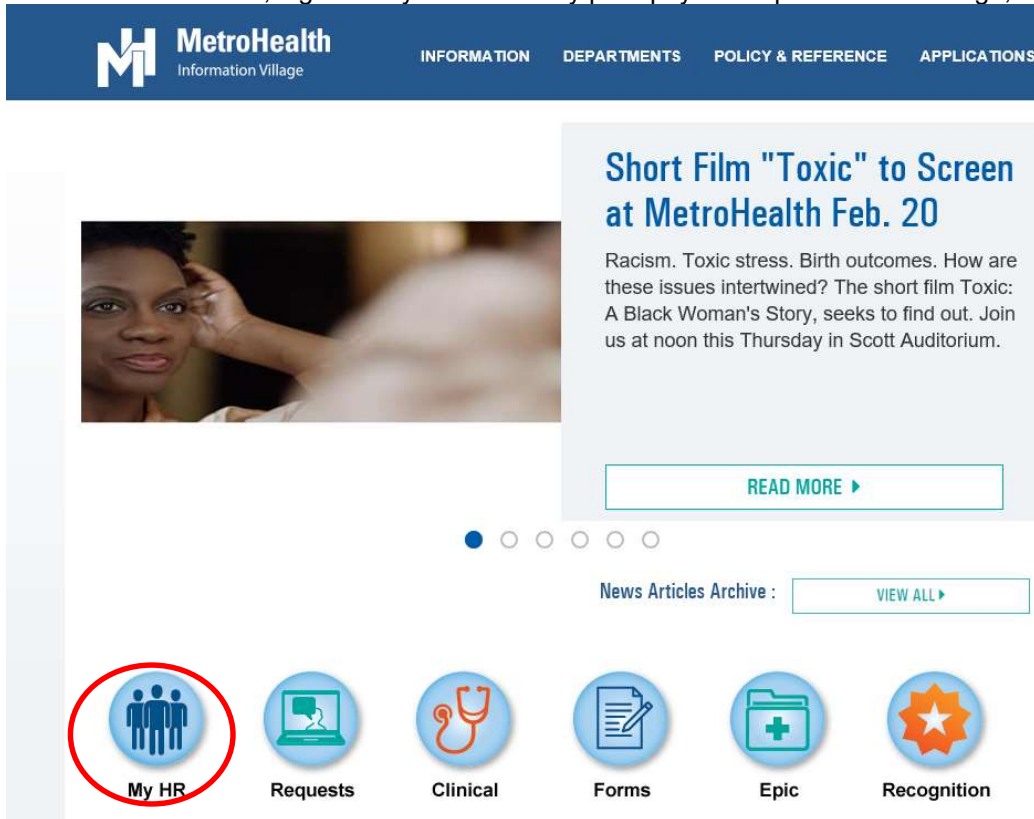 MetroHealth
Information Village
INFORMATION DEPARTMENTS POLICY & REFERENCE APPLICATIONS
Short Film "Toxic" to Screen
at MetroHealth Feb. 20
Racism. Toxic stress. Birth outcomes. How are
these issues intertwined? The short film Toxic:
A Black Woman's Story, seeks to find out. Join
us at noon this Thursday in Scott Auditorium.
READ MORE
News Articles Archive :
VIEW ALL
My HR Requests Clinical Forms Epic Recognition